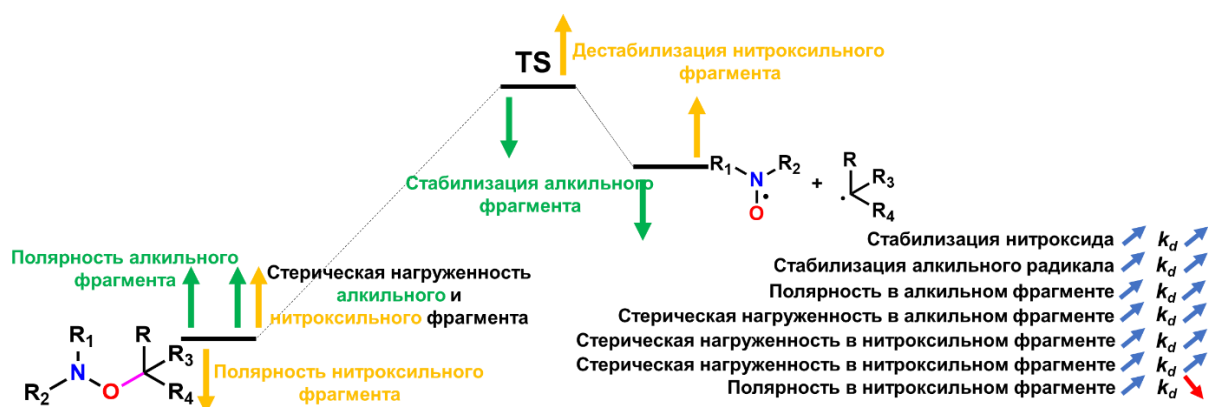 TS
Дестабилизация нитроксильного
фрагмента
Стабилизация алкильного
фрагмента
R1
N
R2
O
+
R
R3
R4
Полярность алкильного
фрагмента
Стерическая нагруженность
алкильного и
нитроксильного фрагмента
R1
R2
N
O
R
R3
R4
Полярность нитроксильного
фрагмента
Стабилизация нитроксида kd
Стабилизация алкильного радикала kd
Полярность в алкильном фрагменте kd
Стерическая нагруженность в алкильном фрагменте kd
Стерическая нагруженность в нитроксильном фрагменте kd
Стерическая нагруженность в нитроксильном фрагменте kd
Полярность в нитроксильном фрагменте kd